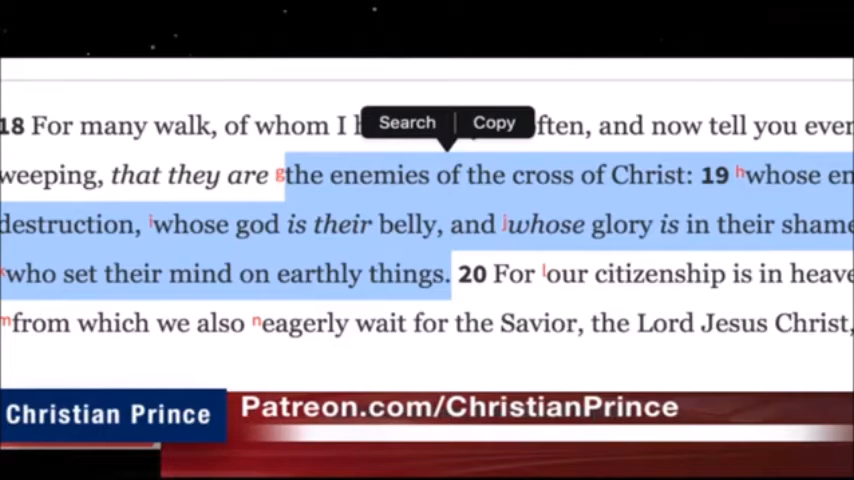 18 For many walk, of whom I h
Search Copy
ften, and now tell you even
weeping, that they are gthe enemies of the cross of Christ: 19 hwhose en
destruction, iwhose god is their belly, and jwhose glory is in their shame
kwho set their mind on earthly things. 20 For lour citizenship is in heave
mfrom which we also neagerly wait for the Savior, the Lord Jesus Christ,
Christian Prince
Patreon.com/ChristianPrince